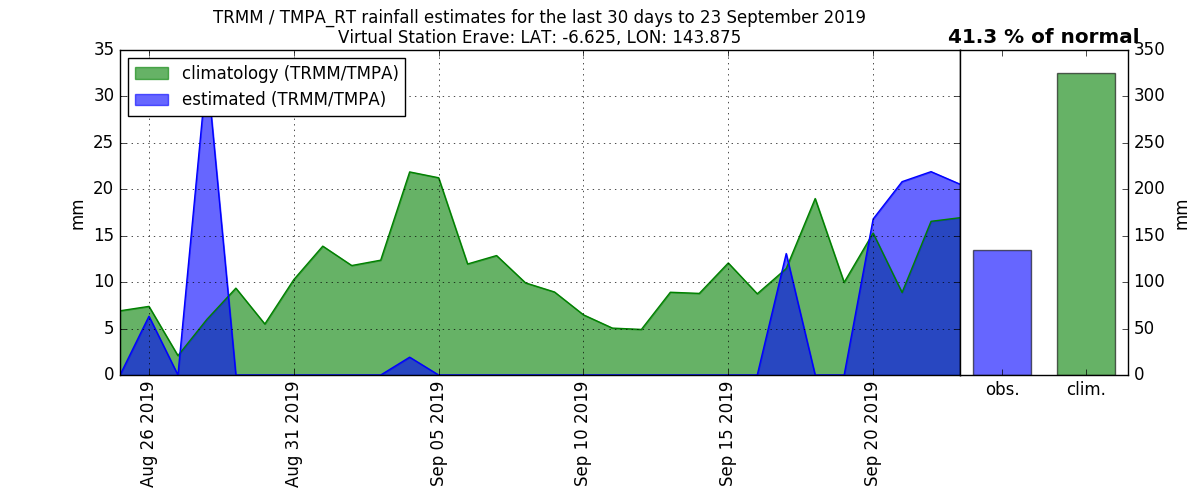 TRMM / TMPA_RT rainfall estimates for the last 30 days to 23 September 2019
Virtual Station Erave: LAT: -6.625, LON: 143.875
41.3 % of normal
climatology (TRMM/TMPA)
estimated (TRMM/TMPA)
mm
35
30
25
20
15
10
5
0
Aug 26 2019
Aug 31 2019
Sep 05 2019
Sep 10 2019
Sep 15 2019
Sep 20 2019
obs.
clim.
350
300
250
200
150
100
50
0
mm